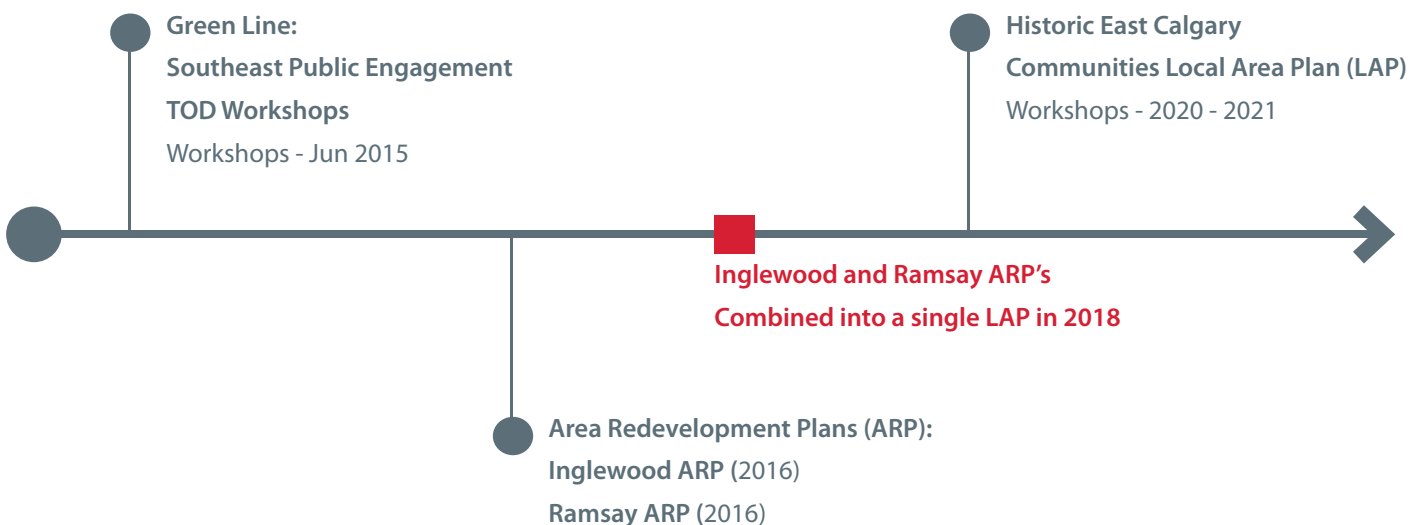 Green Line:
Southeast Public Engagement
TOD Workshops
Workshops - Jun 2015
Historic East Calgary
Communities Local Area Plan (LAP)
Workshops - 2020 - 2021
Inglewood and Ramsay ARP's
Combined into a single LAP in 2018
Area Redevelopment Plans (ARP):
Inglewood ARP (2016)
Ramsay ARP (2016)